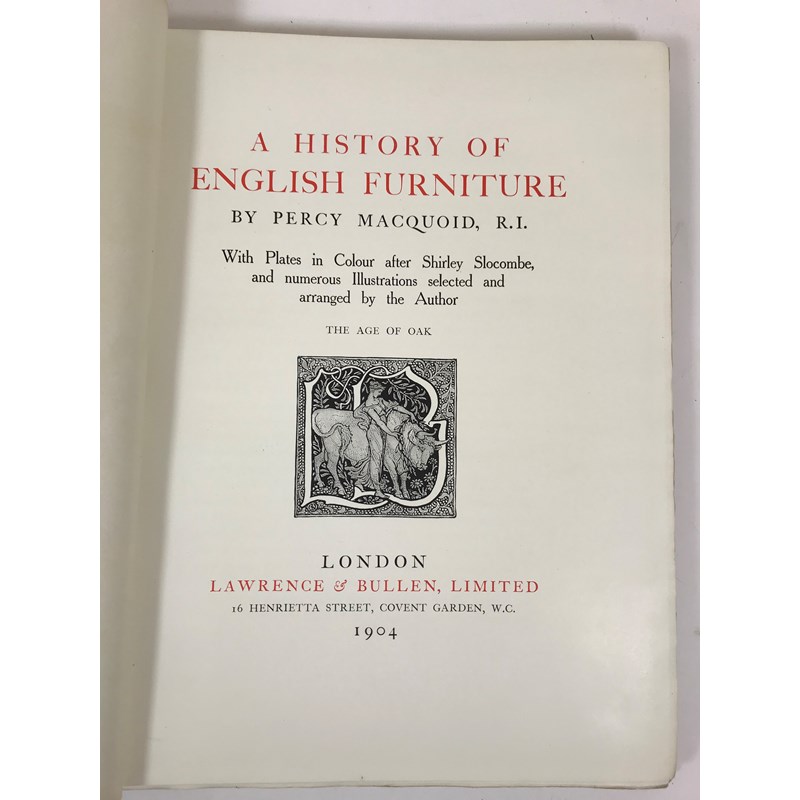 A HISTORY OF
ENGLISH FURNITURE
BY PERCY MACQUOID, R.I.
With Plates in Colour after Shirley Slocombe,
and numerous Illustrations selected and
arranged by the Author
THE AGE OF OAK
LB
LONDON
LAWRENCE & BULLEN, LIMITED
16 HENRIETTA STREET, COVENT GARDEN, W.C.
1904